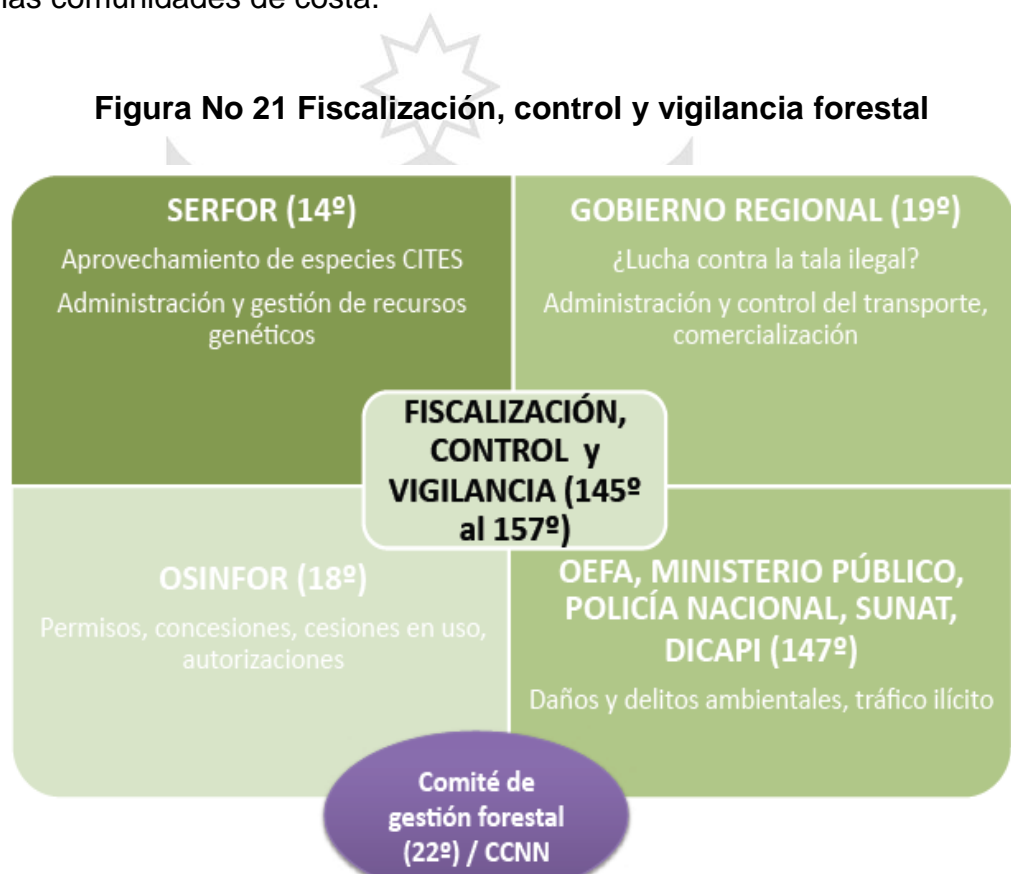 nas comunidades de costa.
Figura No 21 Fiscalización, control y vigilancia forestal
SERFOR (14º)
Aprovechamiento de especies CITES
Administración y gestión de recursos
genéticos
GOBIERNO REGIONAL (19º)
¿Lucha contra la tala ilegal?
Administración y control del transporte,
comercialización
FISCALIZACIÓN,
CONTROL y
VIGILANCIA (145º
al 157º)
OSINFOR (18º)
Permisos, concesiones, cesiones en uso,
autorizaciones
OEFA, MINISTERIO PÚBLICO,
POLICÍA NACIONAL, SUNAT,
DICAPI (147º)
Daños y delitos ambientales, tráfico ilícito
Comité de
gestión forestal
(22º) / CCNN